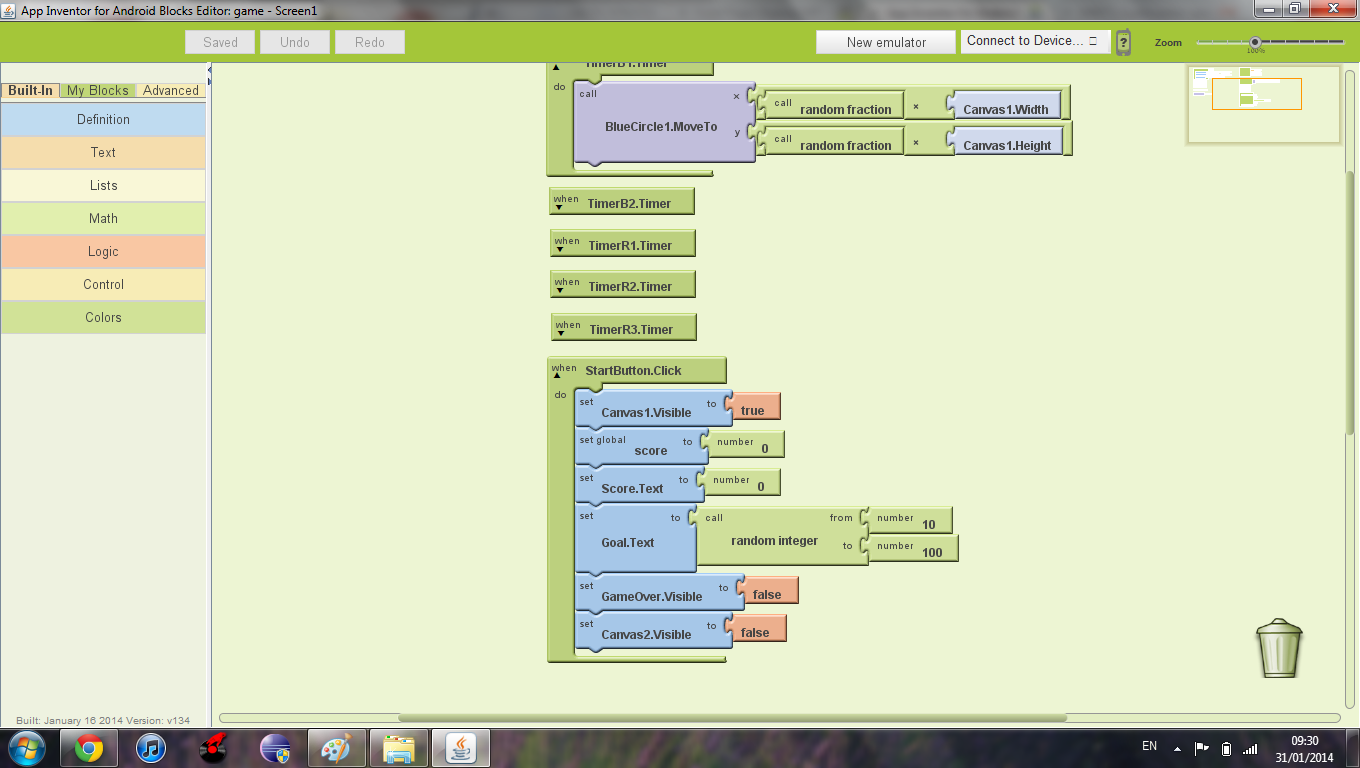 App Inventor for Android Blocks Editor: game - Screen1
Saved Undo Redo New emulator Connect to Device... Zoom
100%
Built-In My Blocks Advanced
Definition
Text
Lists
Math
Logic
Control
Colors
TimerB1.Timer
do
call
BlueCircle1.MoveTo
x
call
random fraction
×
Canvas1.Width
y
call
random fraction
×
Canvas1.Height
when TimerB2.Timer
when TimerR1.Timer
when TimerR2.Timer
when TimerR3.Timer
when StartButton.Click
do
set Canvas1.Visible to true
set global score to number 0
set Score.Text to number 0
set Goal.Text to call random integer from number 10
to number 100
set GameOver.Visible to false
set Canvas2.Visible to false
Built: January 16 2014 Version: v134
EN
09:30
31/01/2014